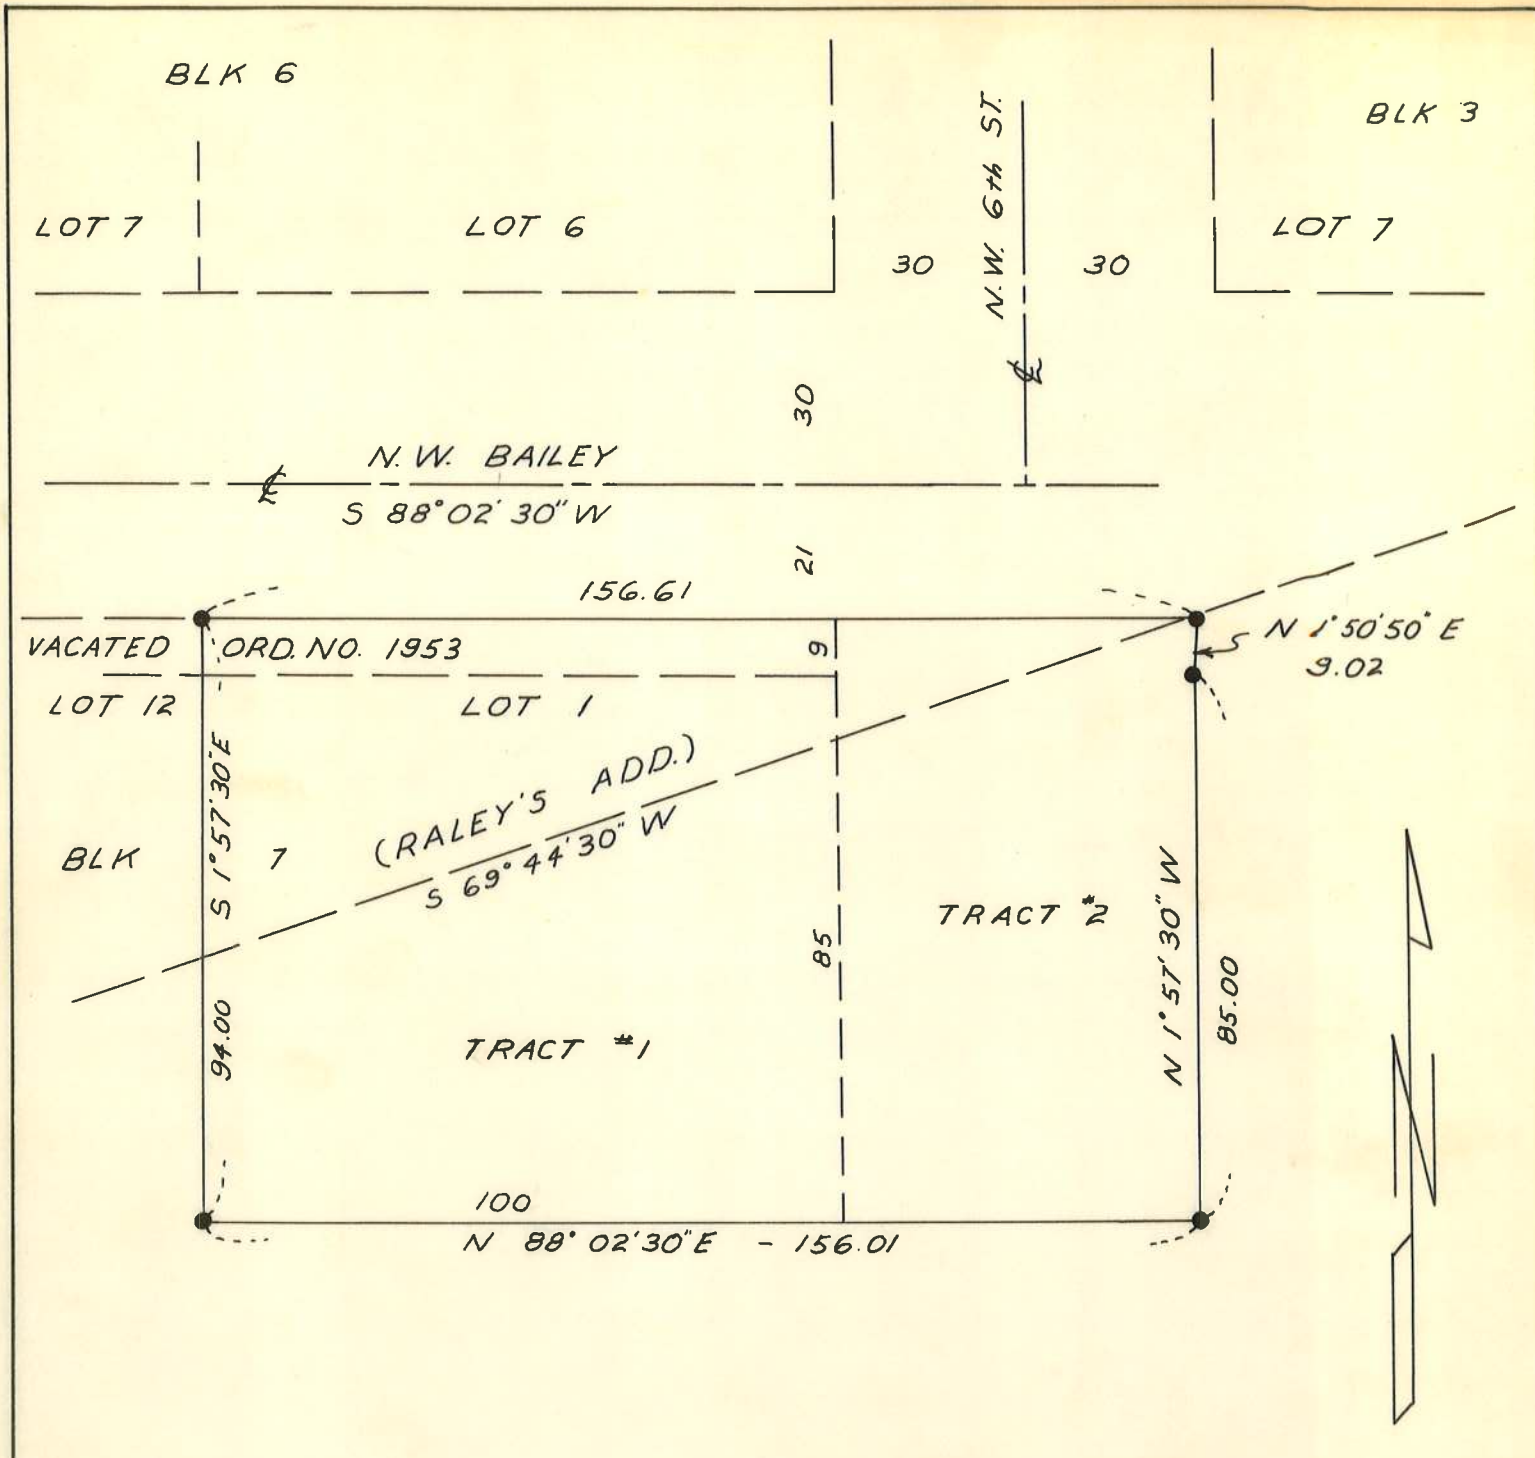 BLK 6
BLK 3
N.W. 6th ST.
LOT 7
LOT 6
LOT 7
30
30
30
N.W. BAILEY
S 88°02'30" W
21
156.61
VACATED ORD. NO. 1953
9
N 1°50'50" E
9.02
LOT 12
LOT 1
(RALEY'S ADD.)
S 69°44'30" W
S 1°57'30" E
94.00
BLK 7
TRACT #2
85
N 1°57'30" W
85.00
TRACT #1
100
N 88°02'30" E - 156.01
N